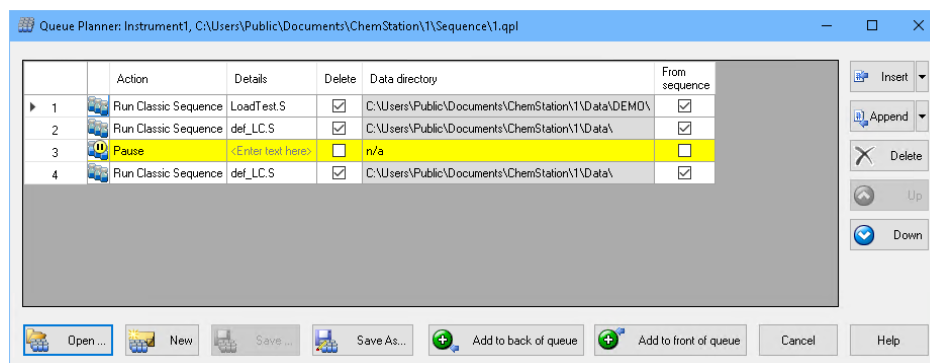 Queue Planner: Instrument1, C:\Users\Public\Documents\ChemStation\1\Sequence\1.qpl
Action Details Delete Data directory From sequence
1 Run Classic Sequence LoadTest.S C:\Users\Public\Documents\ChemStation\1\Data\DEMO\
2 Run Classic Sequence def_LC.S C:\Users\Public\Documents\ChemStation\1\Data\
3 Pause <Enter text here> n/a
4 Run Classic Sequence def_LC.S C:\Users\Public\Documents\ChemStation\1\Data\
Insert
Append
Delete
Up
Down
Open ... New Save ... Save As... Add to back of queue Add to front of queue Cancel Help